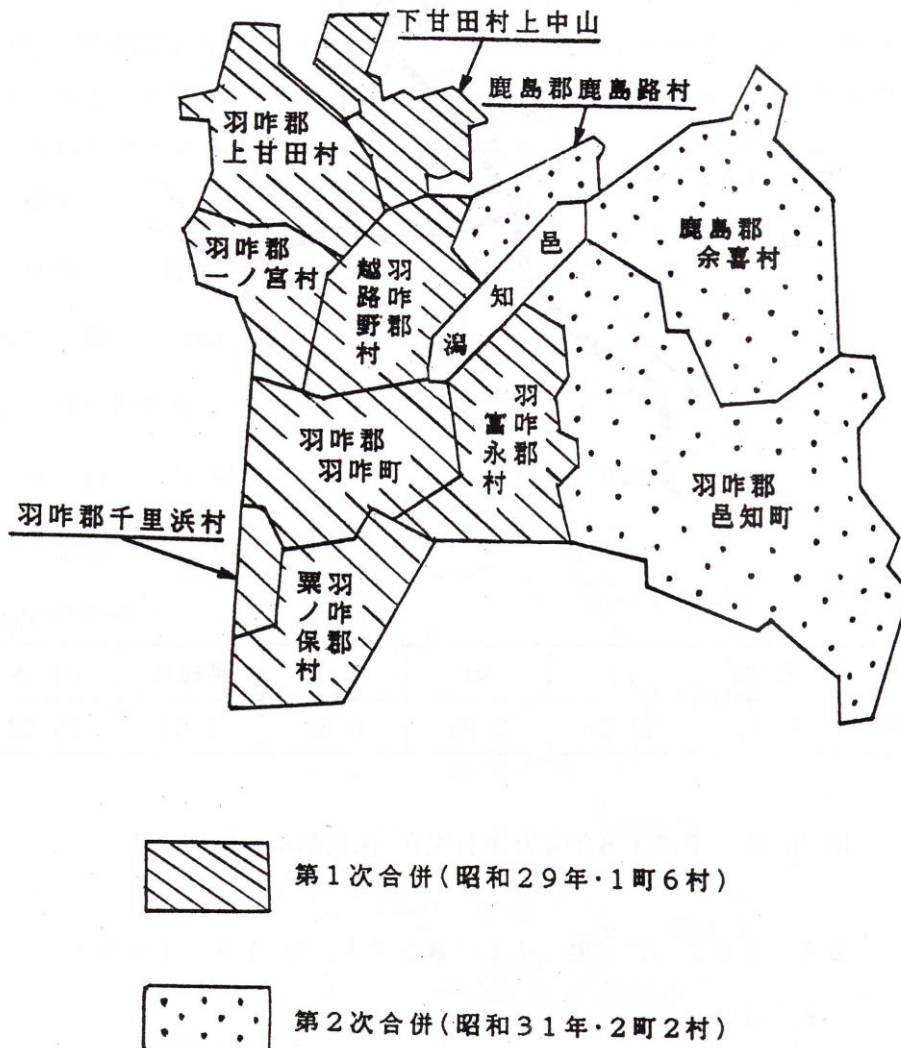 下甘田村上中山
鹿島郡鹿島路村
羽咋郡
上甘田村
鹿島郡
余喜村
羽咋郡
一ノ宮村
羽咋郡
越路野村
邑知潟
羽咋郡
富永村
羽咋郡
羽咋町
羽咋郡
邑知町
羽咋郡千里浜村
羽咋郡
粟ノ保村
第1次合併(昭和29年・1町6村)
第2次合併(昭和31年・2町2村)